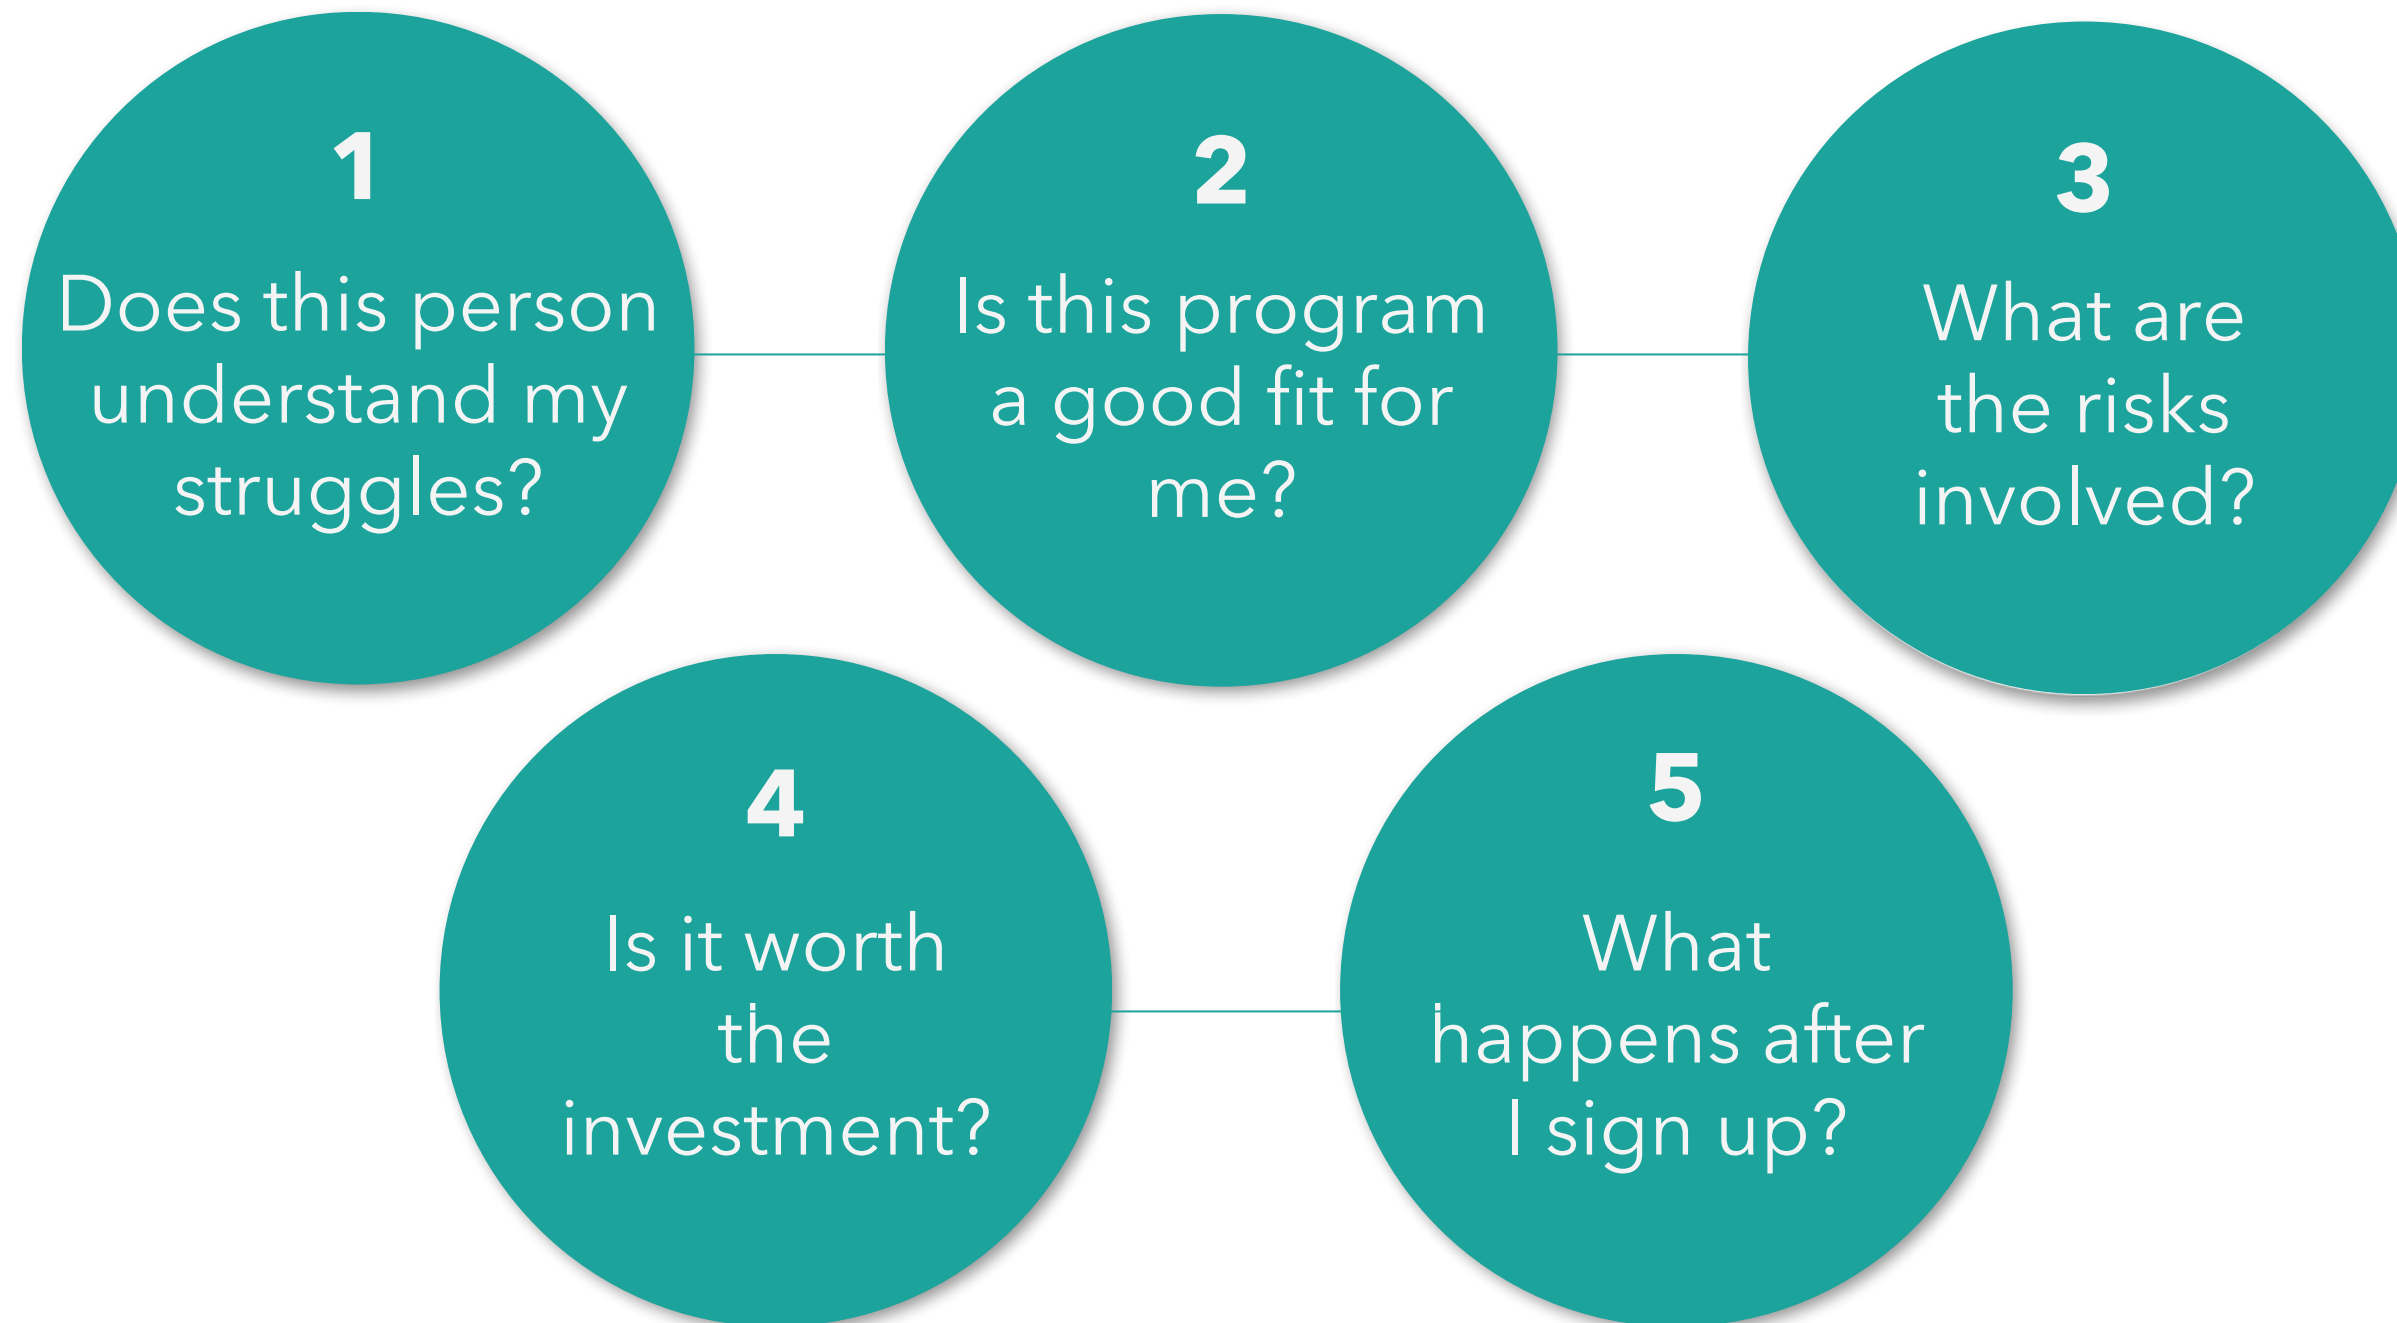 1
Does this person
understand my
struggles?
2
Is this program
a good fit for
me?
3
What are
the risks
involved?
4
Is it worth
the
investment?
5
What
happens after
I sign up?